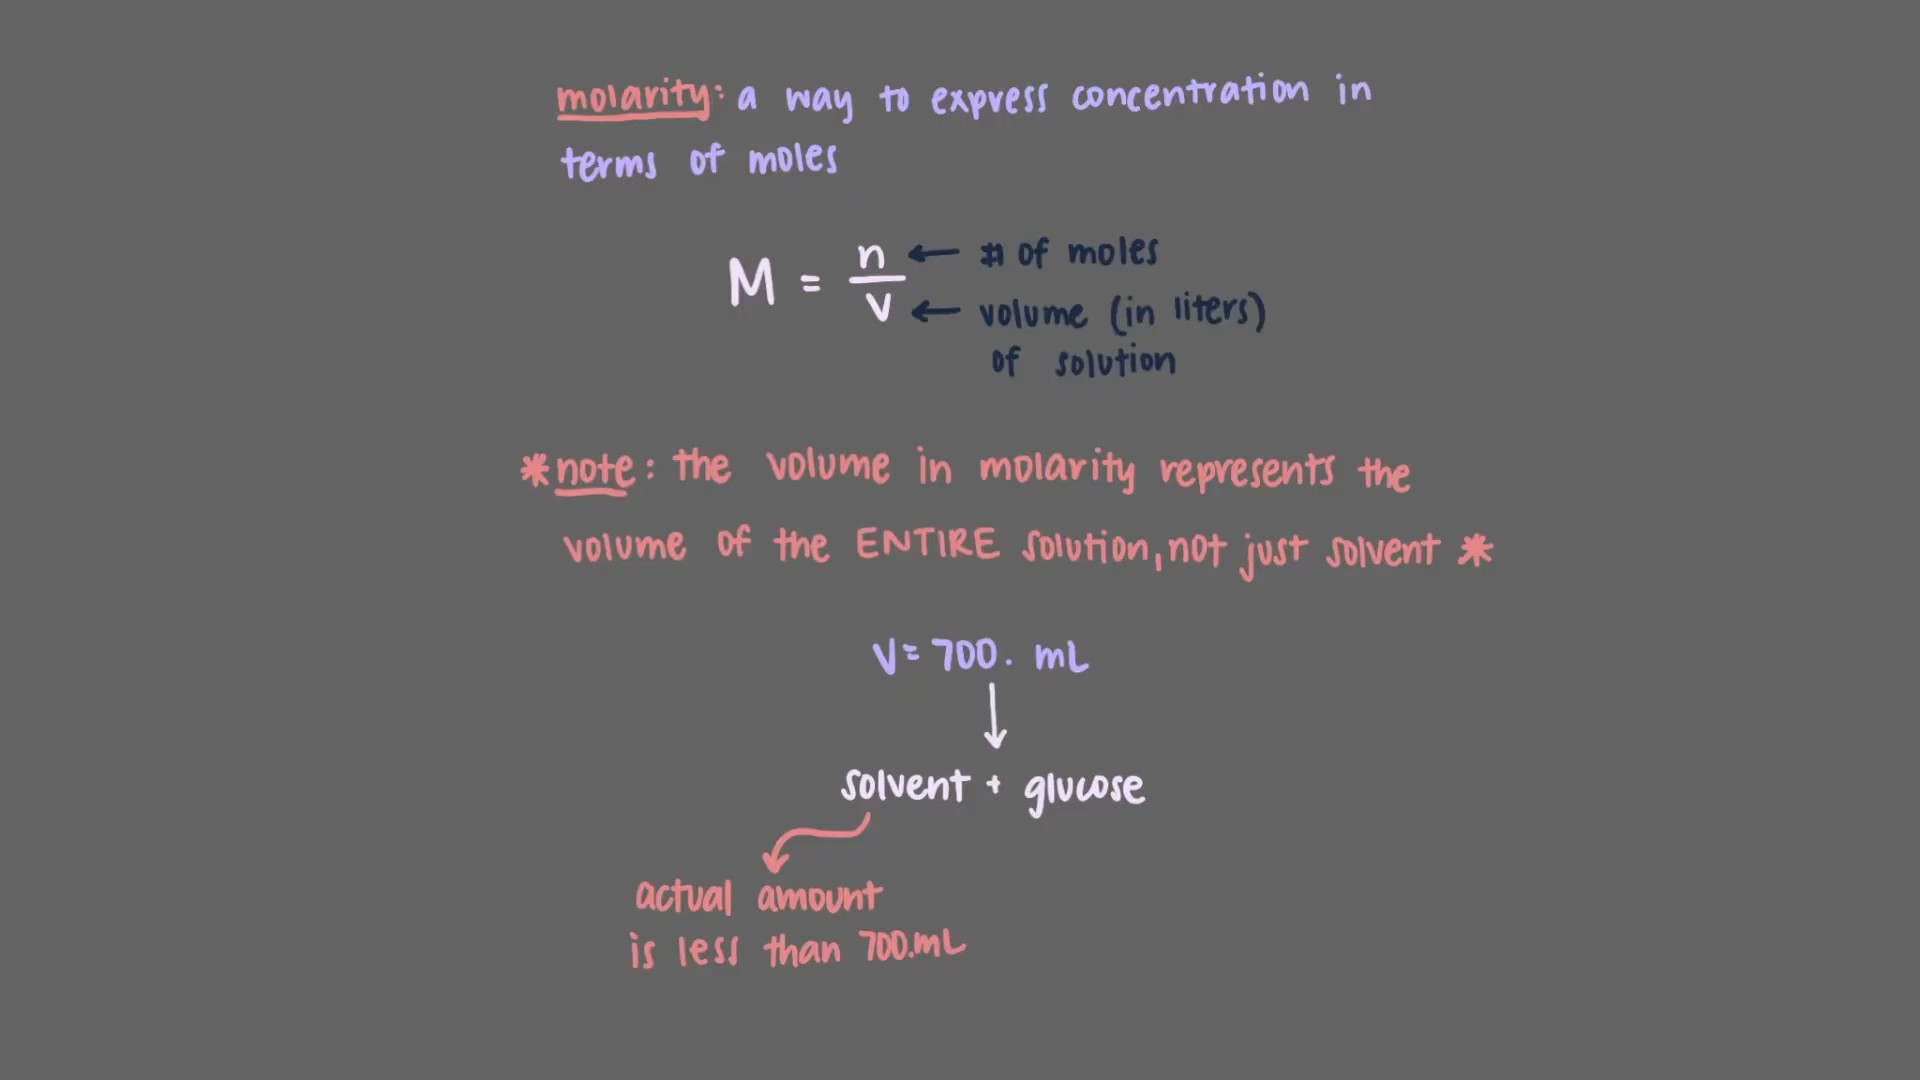 molarity: a way to express concentration in
terms of moles
M = n/v
← # of moles
← volume (in liters)
of solution
*note: the volume in molarity represents the
volume of the ENTIRE solution, not just solvent *
V= 700. mL
solvent + glucose
actual amount
is less than 700.mL